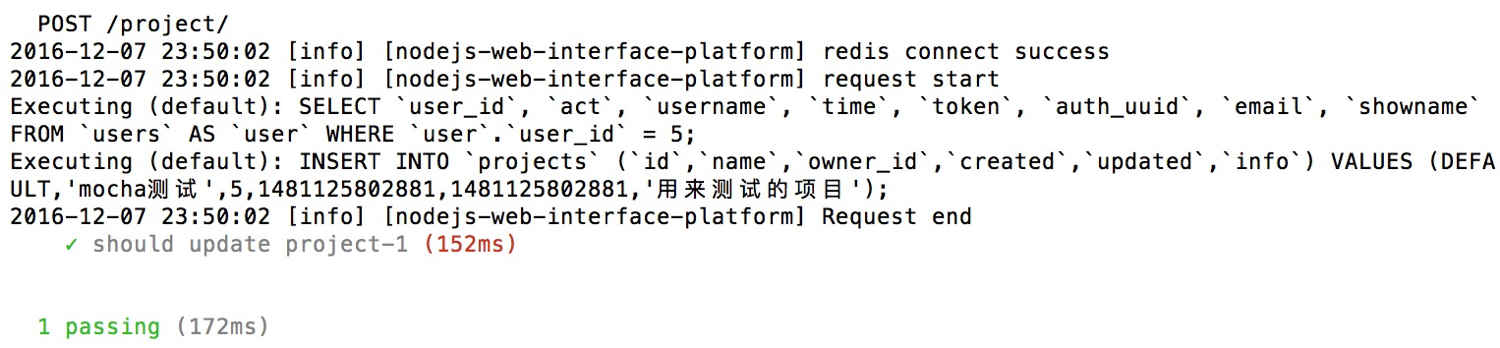 POST /project/
2016-12-07 23:50:02 [info] [nodejs-web-interface-platform] redis connect success
2016-12-07 23:50:02 [info] [nodejs-web-interface-platform] request start
Executing (default): SELECT `user_id`, `act`, `username`, `time`, `token`, `auth_uuid`, `email`, `showname`
FROM `users` AS `user` WHERE `user`.`user_id` = 5;
Executing (default): INSERT INTO `projects` (`id`,`name`,`owner_id`,`created`,`updated`,`info`) VALUES (DEFA
ULT,'mocha测试',5,1481125802881,1481125802881,'用来测试的项目');
2016-12-07 23:50:02 [info] [nodejs-web-interface-platform] Request end
✓ should update project-1 (152ms)
1 passing (172ms)